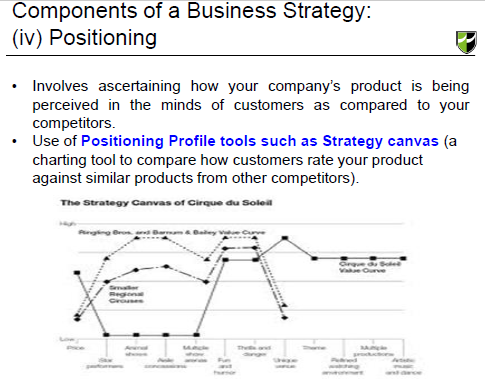 Components of a Business Strategy:
(iv) Positioning
• Involves ascertaining how your company's product is being
perceived in the minds of customers as compared to your
competitors.
• Use of Positioning Profile tools such as Strategy canvas (a
charting tool to compare how customers rate your product
against similar products from other competitors).
The Strategy Canvas of Cirque du Soleil
High
Ringling Bros. and Barnum & Bailey Value Curve
Cirque du Soleil
Value Curve
Smaller
Regional
Circuses
Low
Price
Animal
shows
Multiple
show
arenas
Thrills and
danger
Theme
Multiple
productions
Star
performers
Aisle
concessions
Fun
and
humor
Unique
venue
Refined
watching
environment
Artistic
music
and dance